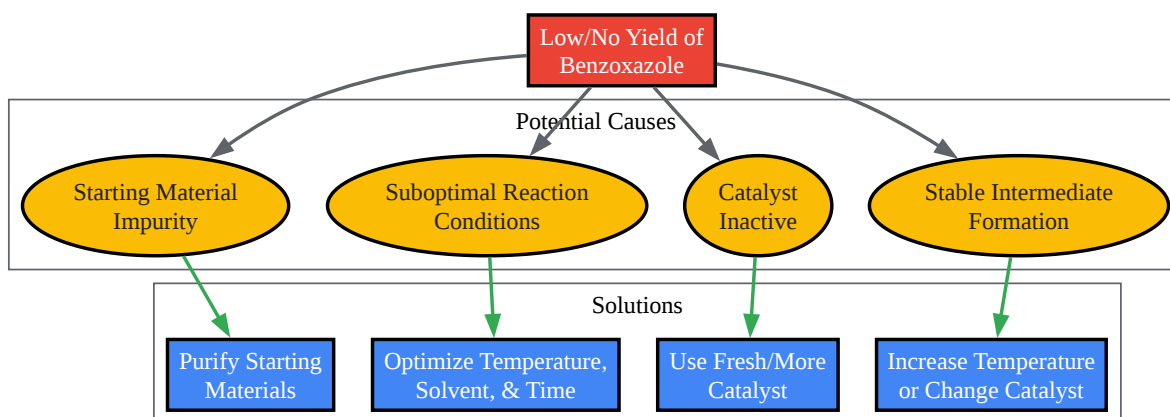 Low/No Yield of
Benzoxazole
Potential Causes
Starting Material
Impurity
Suboptimal Reaction
Conditions
Catalyst
Inactive
Stable Intermediate
Formation
Solutions
Purify Starting
Materials
Optimize Temperature,
Solvent, & Time
Use Fresh/More
Catalyst
Increase Temperature
or Change Catalyst